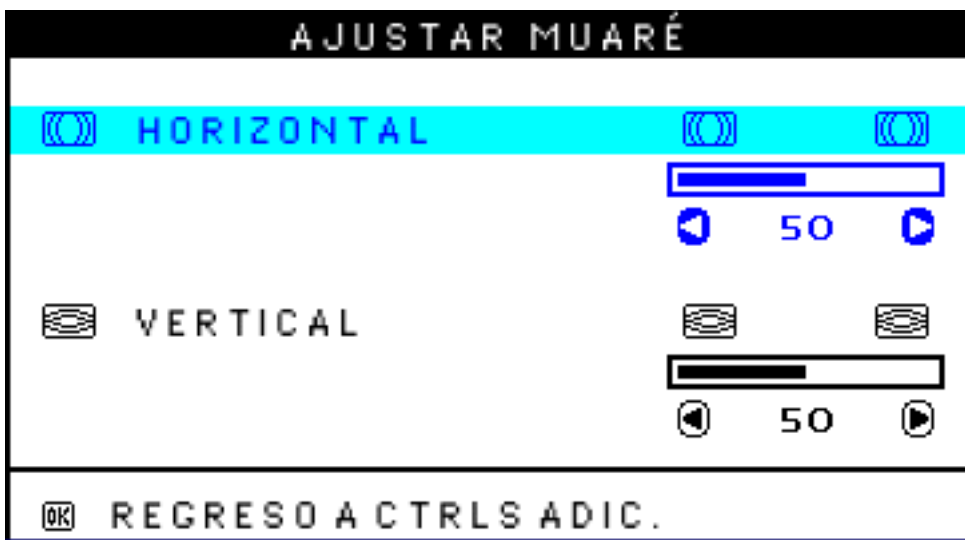 AJUSTAR MUARÉ
HORIZONTAL
50
VERTICAL
50
OK REGRESO A CTRLS ADIC.